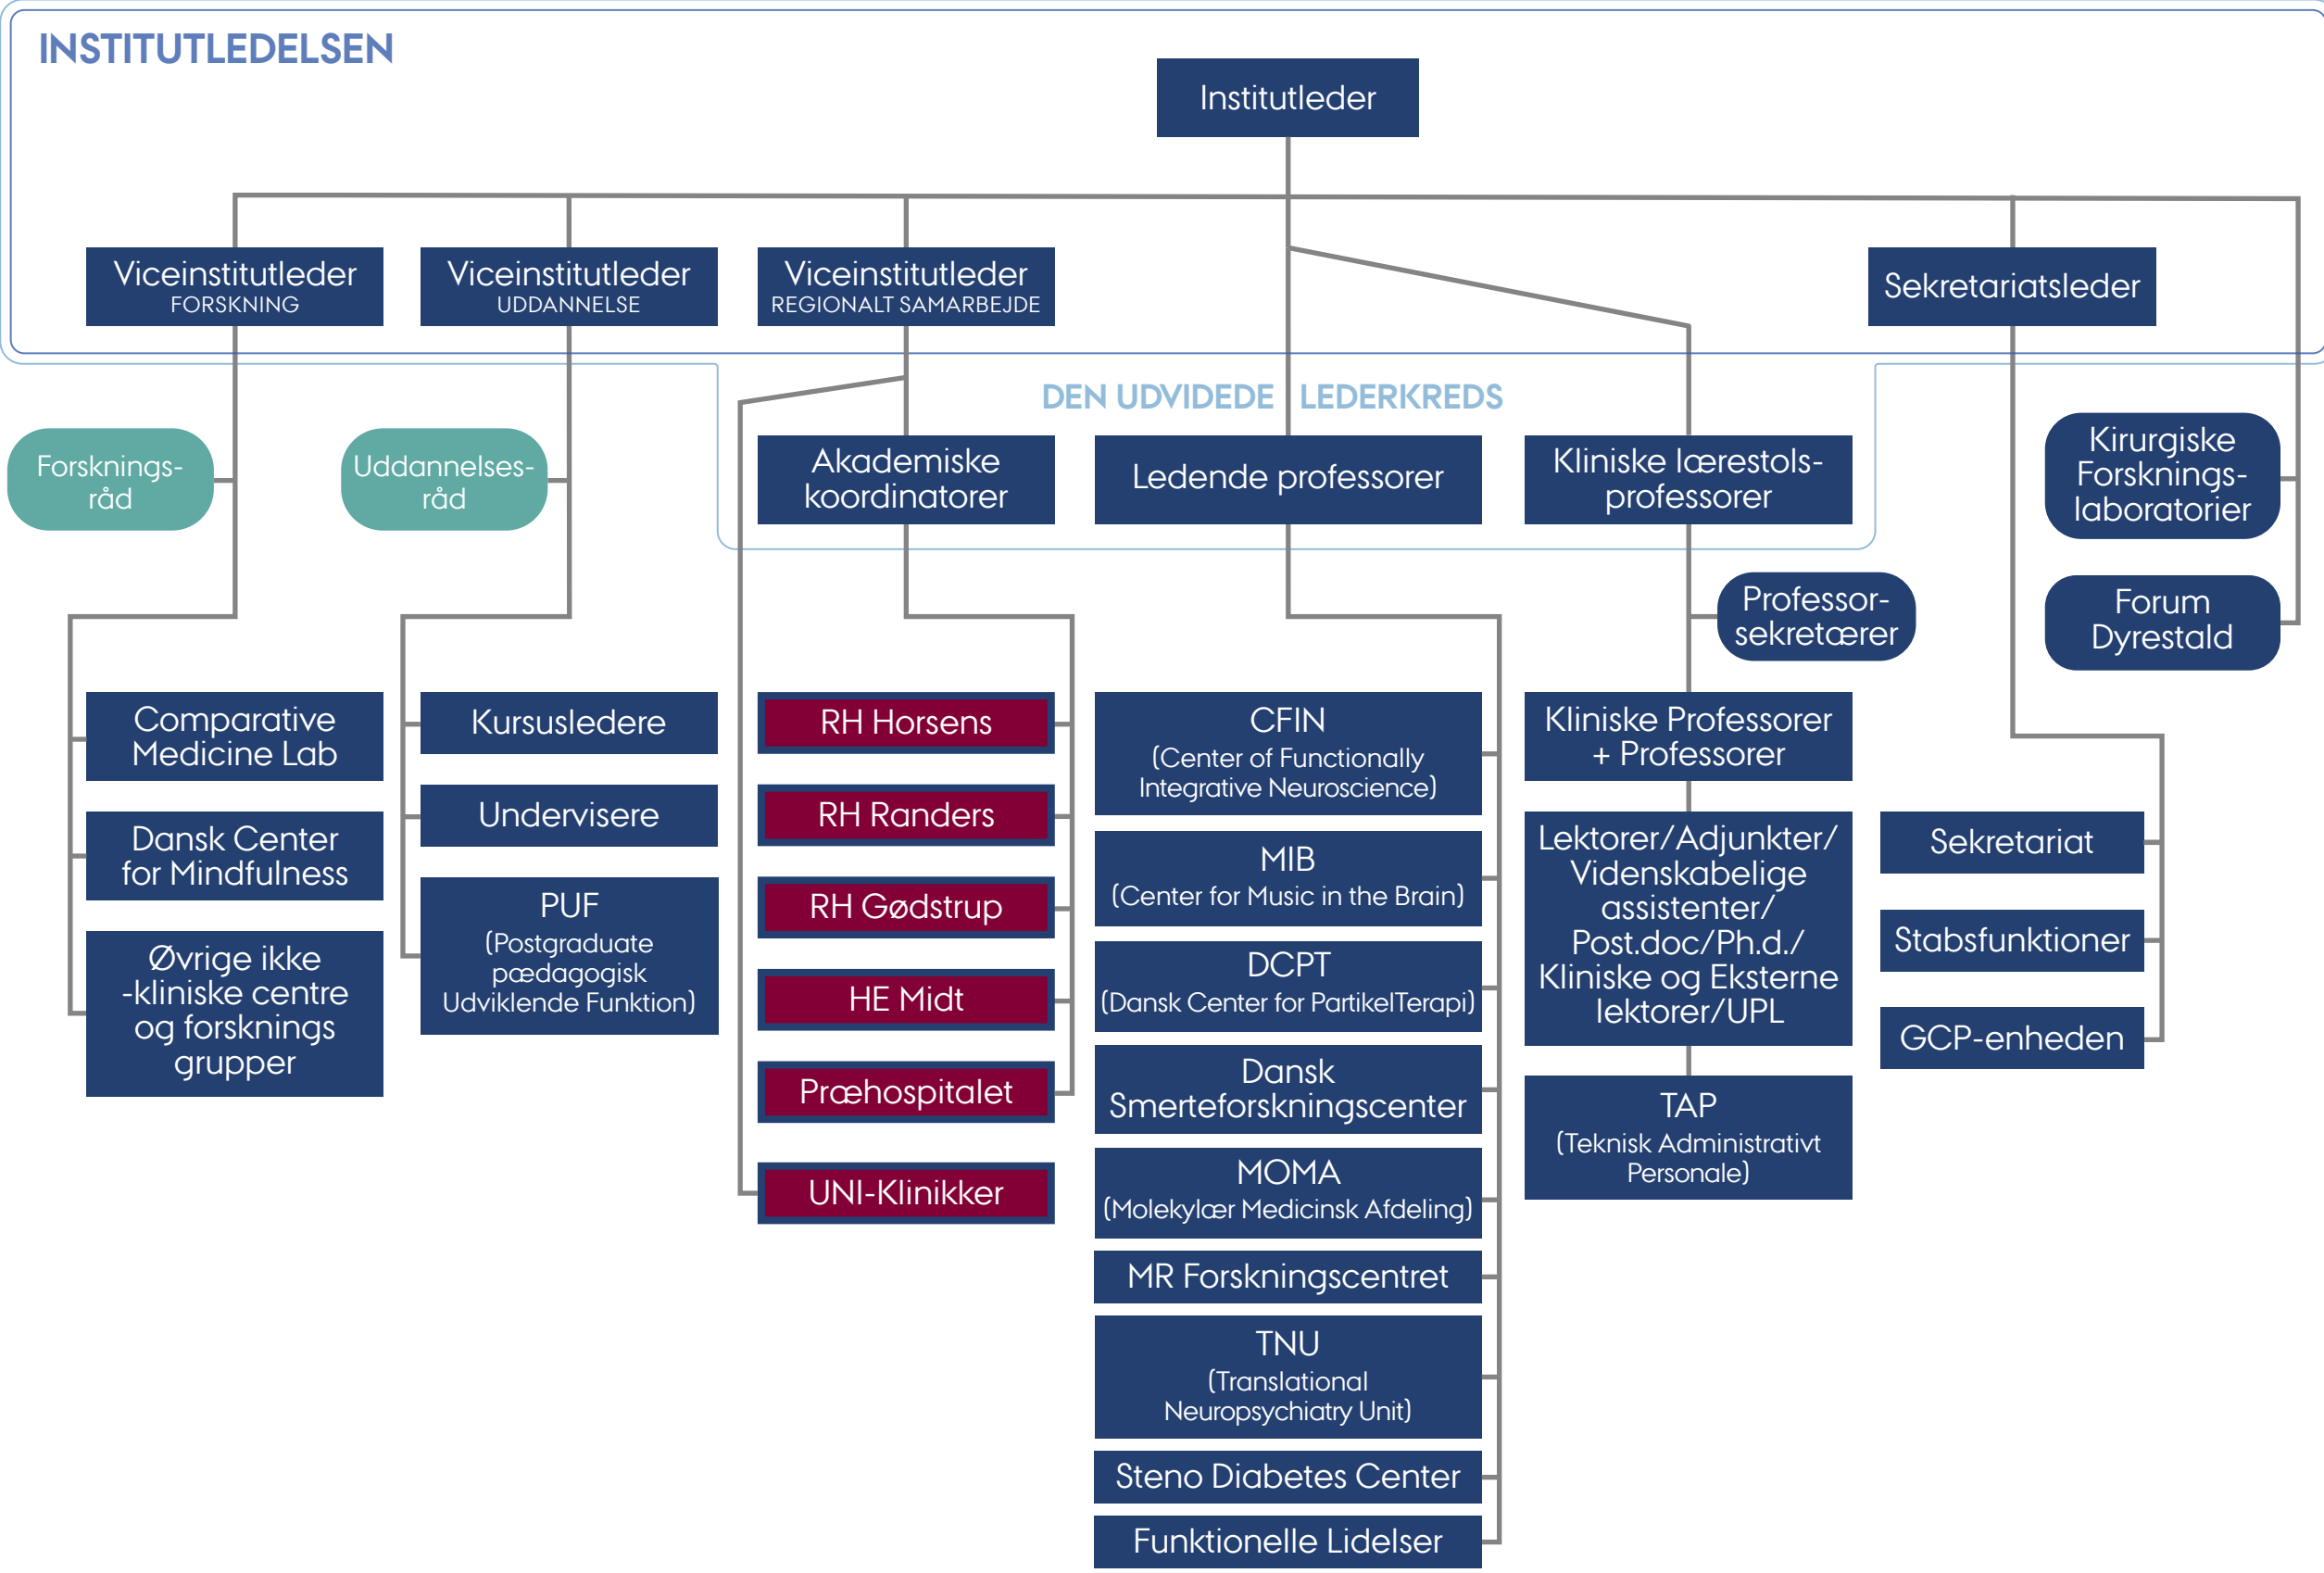 INSTITUTLEDELSEN
Institutleder
Viceinstitutleder
FORSKNING
Viceinstitutleder
UDDANNELSE
Viceinstitutleder
REGIONALT SAMARBEJDE
Sekretariatsleder
DEN UDVIDEDE LEDERKREDS
Forsknings-
råd
Uddannelses-
råd
Akademiske
koordinatorer
Ledende professorer
Kliniske lærestols-
professorer
Kirurgiske
Forsknings-
laboratorier
Professor-
sekretærer
Forum
Dyrestald
Comparative
Medicine Lab
Dansk Center
for Mindfulness
Øvrige ikke
-kliniske centre
og forsknings
grupper
Kursusledere
Undervisere
PUF
(Postgraduate
pædagogisk
Udviklende Funktion)
RH Horsens
RH Randers
RH Gødstrup
HE Midt
Præhospitalet
UNI-Klinikker
CFIN
(Center of Functionally
Integrative Neuroscience)
MIB
(Center for Music in the Brain)
DCPT
(Dansk Center for PartikelTerapi)
Dansk
Smerteforskningscenter
MOMA
(Molekylær Medicinsk Afdeling)
MR Forskningscentret
TNU
(Translational
Neuropsychiatry Unit)
Steno Diabetes Center
Funktionelle Lidelser
Kliniske Professorer
+ Professorer
Lektorer/Adjunkter/
Videnskabelige
assistenter/
Post.doc/Ph.d./
Kliniske og Eksterne
lektorer/UPL
TAP
(Teknisk Administrativt
Personale)
Sekretariat
Stabsfunktioner
GCP-enheden